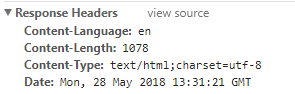 Response Headers view source
Content-Language: en
Content-Length: 1078
Content-Type: text/html;charset=utf-8
Date: Mon, 28 May 2018 13:31:21 GMT